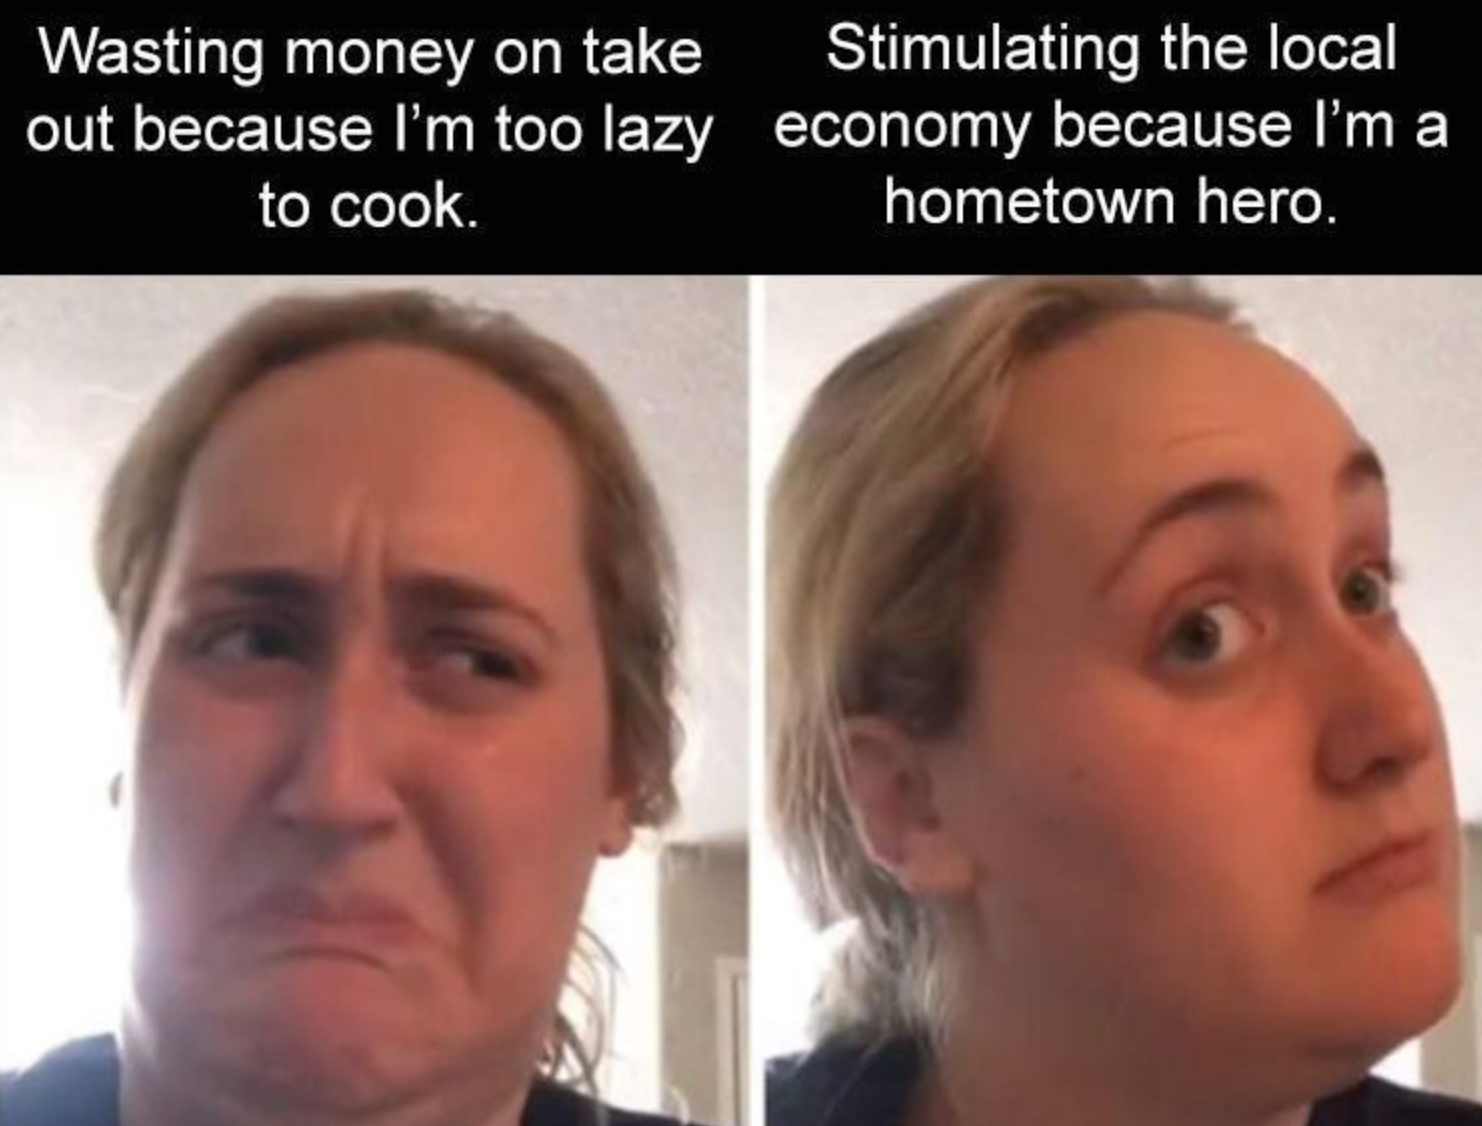 Wasting money on take
out because I'm too lazy
to cook.
Stimulating the local
economy because I'm a
hometown hero.